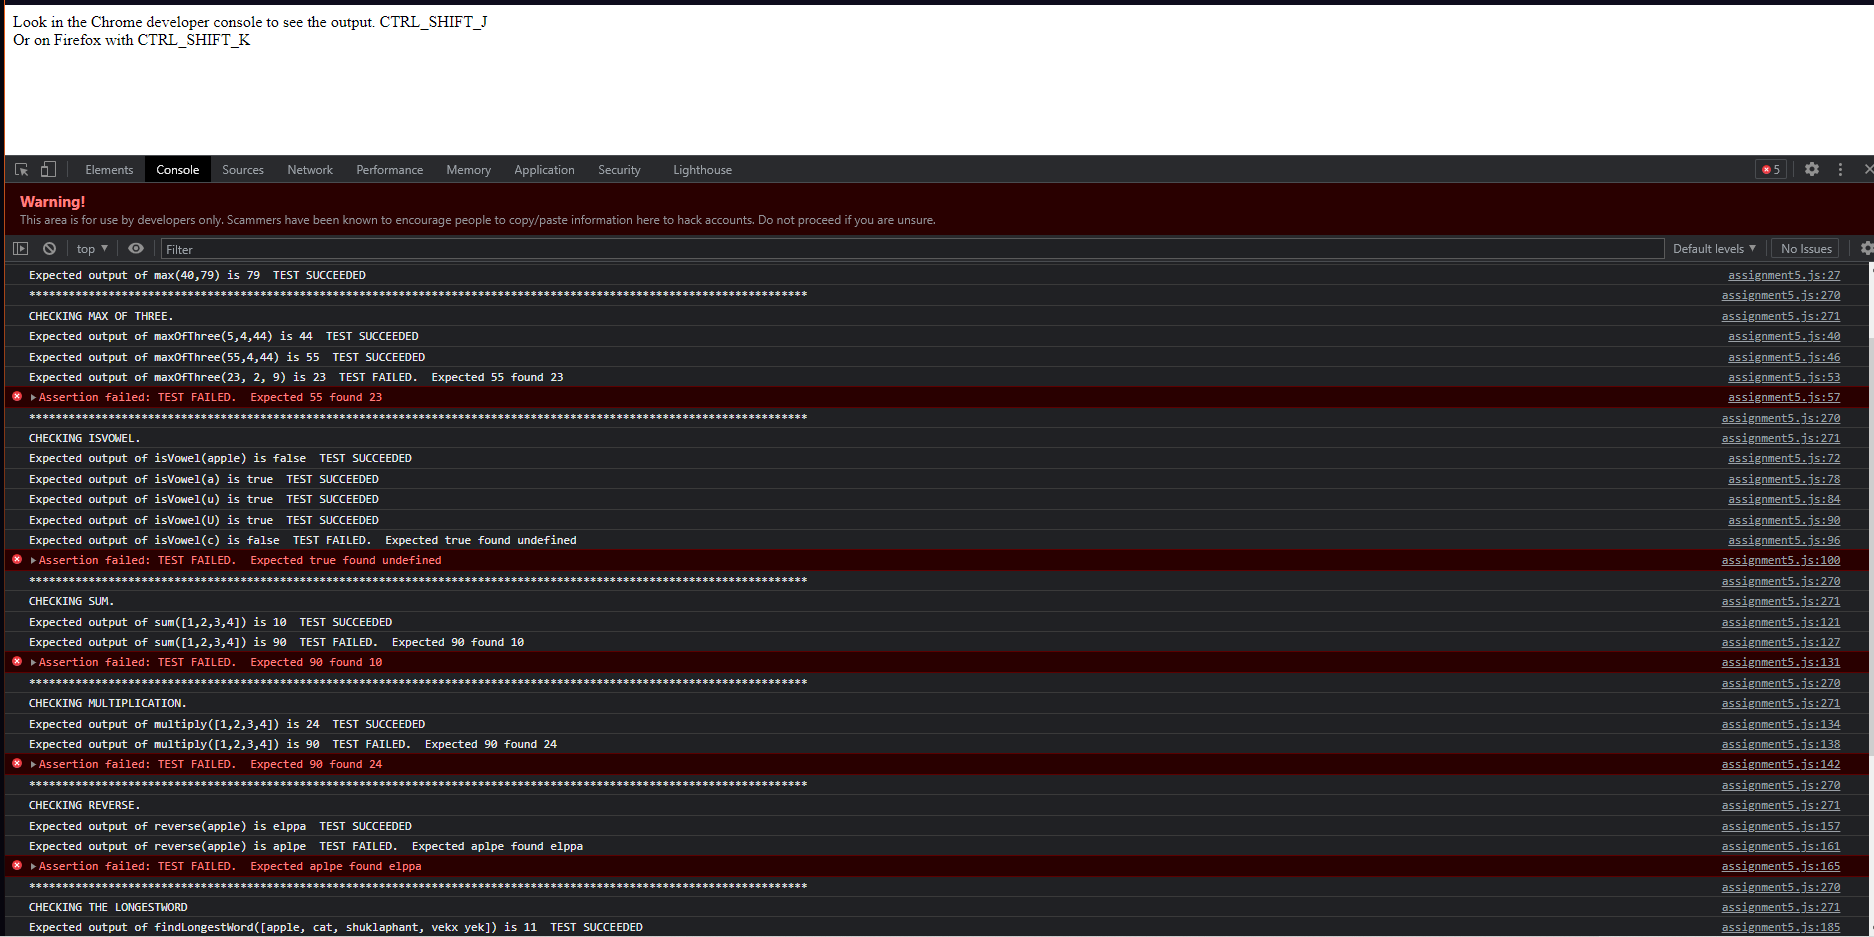 Look in the Chrome developer console to see the output. CTRL_SHIFT_J
Or on Firefox with CTRL_SHIFT_K
Elements Console Sources Network Performance Memory Application Security Lighthouse 5
Warning!
This area is for use by developers only. Scammers have been known to encourage people to copy/paste information here to hack accounts. Do not proceed if you are unsure.
top ▼ Filter Default levels ▼ No Issues
Expected output of max(40,79) is 79 TEST SUCCEEDED assignment5.js:27
********************************************************************************************************************** assignment5.js:270
CHECKING MAX OF THREE. assignment5.js:271
Expected output of maxOfThree(5,4,44) is 44 TEST SUCCEEDED assignment5.js:40
Expected output of maxOfThree(55,4,44) is 55 TEST SUCCEEDED assignment5.js:46
Expected output of maxOfThree(23, 2, 9) is 23 TEST FAILED. Expected 55 found 23 assignment5.js:53
Assertion failed: TEST FAILED. Expected 55 found 23 assignment5.js:57
********************************************************************************************************************** assignment5.js:270
CHECKING ISVOWEL. assignment5.js:271
Expected output of isVowel(apple) is false TEST SUCCEEDED assignment5.js:72
Expected output of isVowel(a) is true TEST SUCCEEDED assignment5.js:78
Expected output of isVowel(u) is true TEST SUCCEEDED assignment5.js:84
Expected output of isVowel(U) is true TEST SUCCEEDED assignment5.js:90
Expected output of isVowel(c) is false TEST FAILED. Expected true found undefined assignment5.js:96
Assertion failed: TEST FAILED. Expected true found undefined assignment5.js:100
********************************************************************************************************************** assignment5.js:270
CHECKING SUM. assignment5.js:271
Expected output of sum([1,2,3,4]) is 10 TEST SUCCEEDED assignment5.js:121
Expected output of sum([1,2,3,4]) is 90 TEST FAILED. Expected 90 found 10 assignment5.js:127
Assertion failed: TEST FAILED. Expected 90 found 10 assignment5.js:131
********************************************************************************************************************** assignment5.js:270
CHECKING MULTIPLICATION. assignment5.js:271
Expected output of multiply([1,2,3,4]) is 24 TEST SUCCEEDED assignment5.js:134
Expected output of multiply([1,2,3,4]) is 90 TEST FAILED. Expected 90 found 24 assignment5.js:138
Assertion failed: TEST FAILED. Expected 90 found 24 assignment5.js:142
********************************************************************************************************************** assignment5.js:270
CHECKING REVERSE. assignment5.js:271
Expected output of reverse(apple) is elppa TEST SUCCEEDED assignment5.js:157
Expected output of reverse(apple) is aplpe TEST FAILED. Expected aplpe found elppa assignment5.js:161
Assertion failed: TEST FAILED. Expected aplpe found elppa assignment5.js:165
********************************************************************************************************************** assignment5.js:270
CHECKING THE LONGESTWORD assignment5.js:271
Expected output of findLongestWord([apple, cat, shuklaphant, vekx yek]) is 11 TEST SUCCEEDED assignment5.js:185